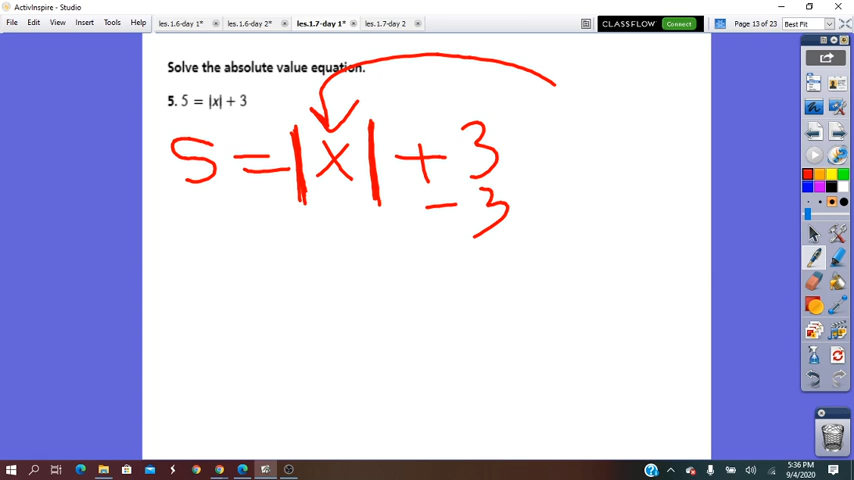 ActivInspire - Studio
File Edit View Insert Tools Help
CLASSFLOW Connect
Page 13 of 23
Best Fit
les.1.6-day 1* les.1.6-day 2* les.1.7-day 1* les.1.7-day 2
Solve the absolute value equation.
5. 5 = |x| + 3
5 = |x| + 3
- 3
5:36 PM
9/4/2020